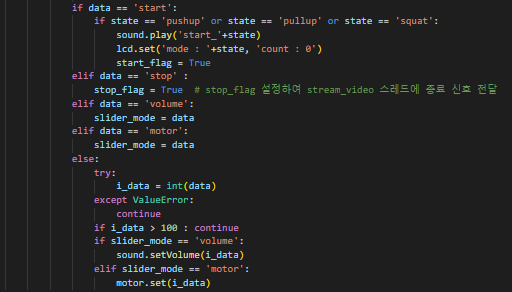 if data == 'start':
if state == 'pushup' or state == 'pullup' or state == 'squat':
sound.play('start_'+state)
lcd.set('mode : '+state, 'count : 0')
start_flag = True
elif data == 'stop' :
stop_flag = True  # stop_flag 설정하여 stream_video 스레드에 종료 신호 전달
elif data == 'volume':
slider_mode = data
elif data == 'motor':
slider_mode = data
else:
try:
i_data = int(data)
except ValueError:
continue
if i_data > 100 : continue
if slider_mode == 'volume':
sound.setVolume(i_data)
elif slider_mode == 'motor':
motor.set(i_data)